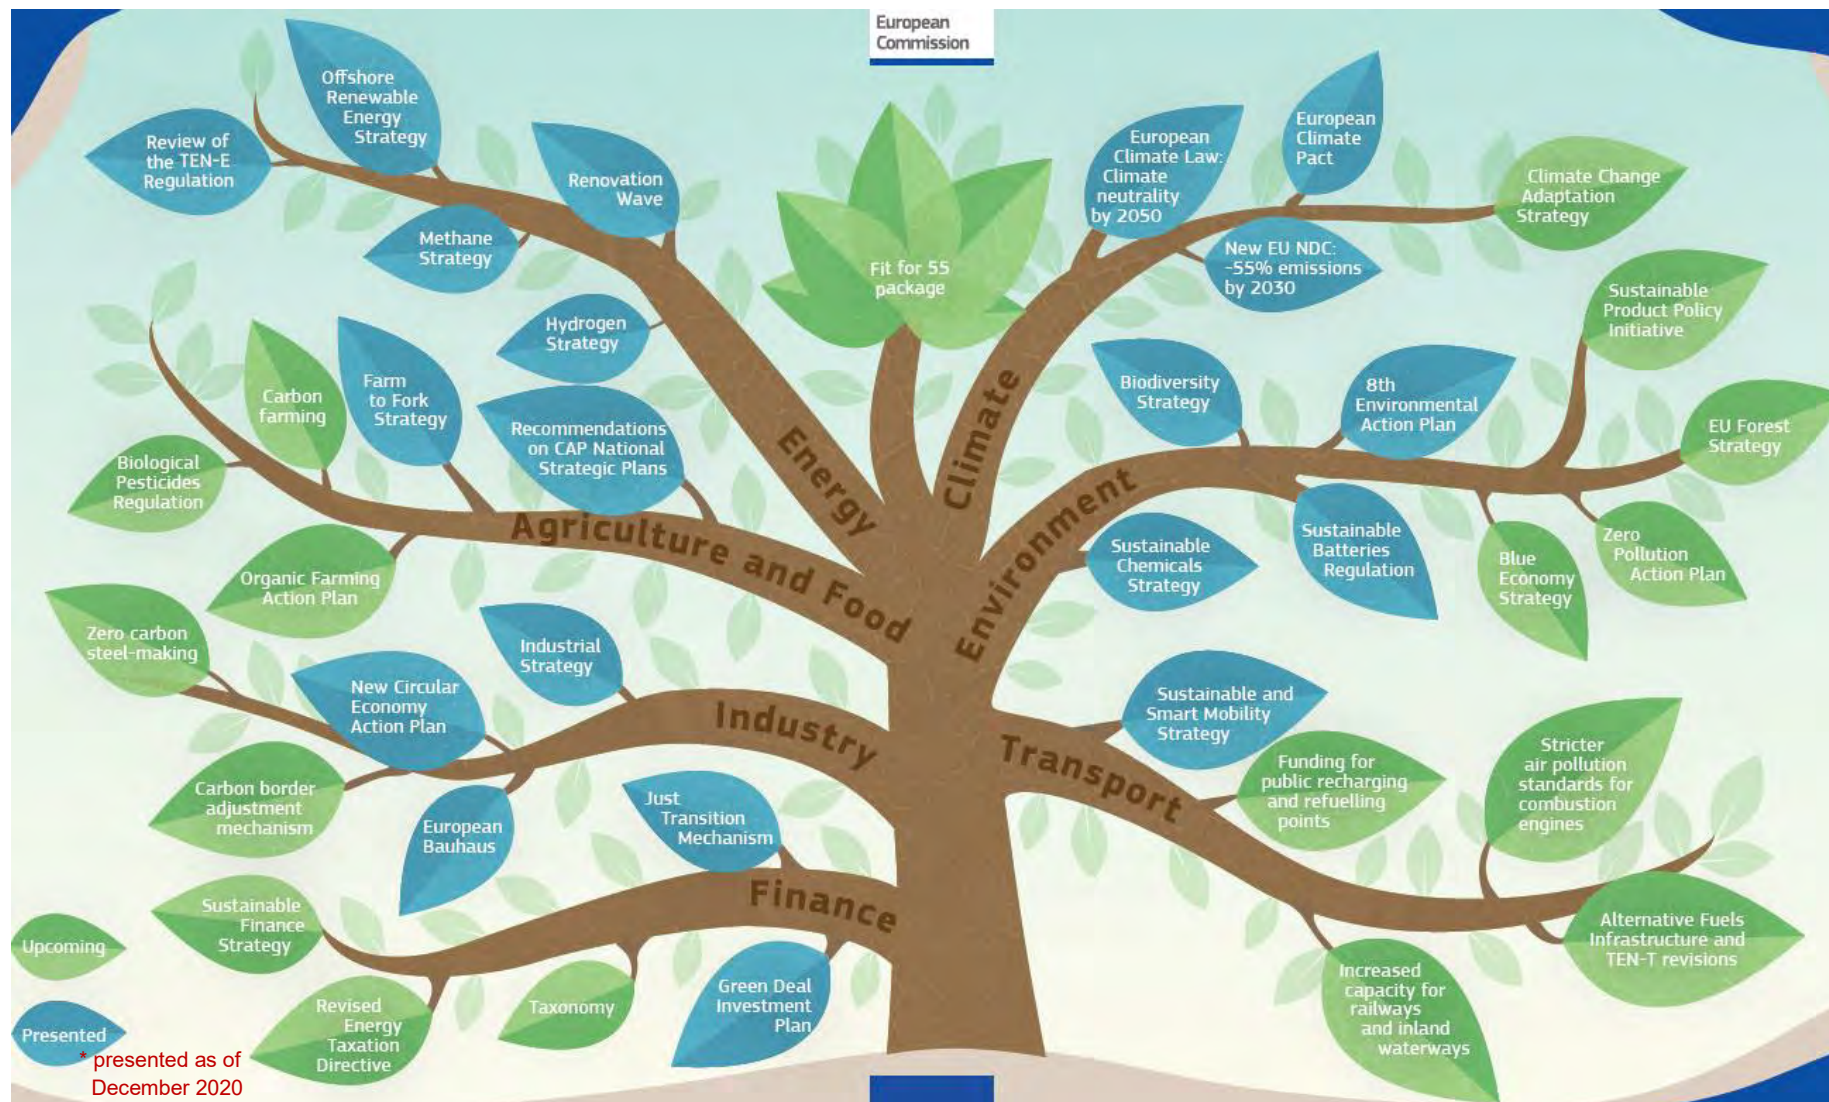 European
Commission
Offshore
Renewable
Energy
Strategy
Review of
the TEN-E
Regulation
Renovation
Wave
Methane
Strategy
Hydrogen
Strategy
Energy
Fit for 55
package
European
Climate Law:
Climate
neutrality
by 2050
European
Climate
Pact
Climate Change
Adaptation
Strategy
New EU NDC:
-55% emissions
by 2030
Climate
Carbon
farming
Farm
to Fork
Strategy
Recommendations
on CAP National
Strategic Plans
Biological
Pesticides
Regulation
Organic Farming
Action Plan
Agriculture and Food
Sustainable
Product Policy
Initiative
Biodiversity
Strategy
8th
Environmental
Action Plan
EU Forest
Strategy
Sustainable
Chemicals
Strategy
Sustainable
Batteries
Regulation
Blue
Economy
Strategy
Zero
Pollution
Action Plan
Environment
Zero carbon
steel-making
Industrial
Strategy
New Circular
Economy
Action Plan
Carbon border
adjustment
mechanism
European
Bauhaus
Industry
Sustainable and
Smart Mobility
Strategy
Funding for
public recharging
and refuelling
points
Stricter
air pollution
standards for
combustion
engines
Transport
Alternative Fuels
Infrastructure and
TEN-T revisions
Increased
capacity for
railways
and inland
waterways
Just
Transition
Mechanism
Finance
Sustainable
Finance
Strategy
Revised
Energy
Taxation
Directive
Taxonomy
Green Deal
Investment
Plan
Upcoming
Presented
* presented as of
December 2020